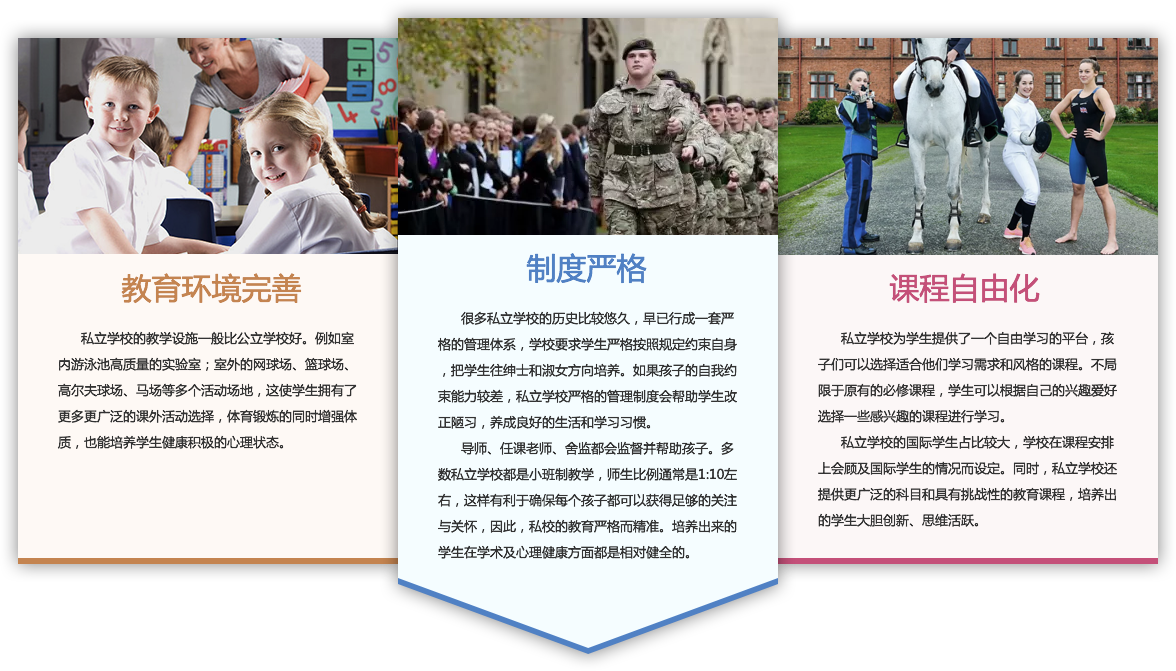 教育环境完善
私立学校的教学设施一般比公立学校好。例如室
内游泳池高质量的实验室；室外的网球场、篮球场、
高尔夫球场、马场等多个活动场地，这使学生拥有了
更多更广泛的课外活动选择，体育锻炼的同时增强体
质，也能培养学生健康积极的心理状态。
制度严格
很多私立学校的历史比较悠久，早已行成一套严
格的管理体系，学校要求学生严格按照规定约束自身
，把学生往绅士和淑女方向培养。如果孩子的自我约
束能力较差，私立学校严格的管理制度会帮助学生改
正陋习，养成良好的生活和学习习惯。
导师、任课老师、舍监都会监督并帮助孩子。多
数私立学校都是小班制教学，师生比例通常是1:10左
右，这样有利于确保每个孩子都可以获得足够的关注
与关怀，因此，私校的教育严格而精准。培养出来的
学生在学术及心理健康方面都是相对健全的。
课程自由化
私立学校为学生提供了一个自由学习的平台，孩
子们可以选择适合他们学习需求和风格的课程。不局
限于原有的必修课程，学生可以根据自己的兴趣爱好
选择一些感兴趣的课程进行学习。
私立学校的国际学生占比较大，学校在课程安排
上会顾及国际学生的情况而设定。同时，私立学校还
提供更广泛的科目和具有挑战性的教育课程，培养出
的学生大胆创新、思维活跃。